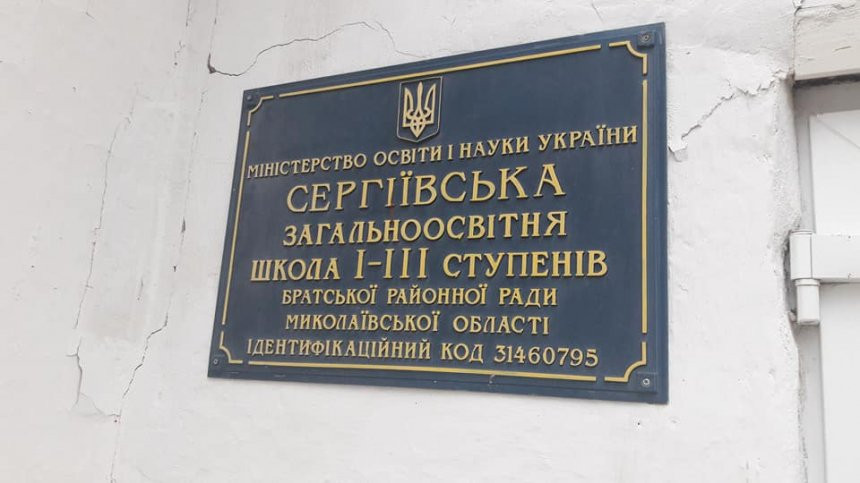 МІНІСТЕРСТВО ОСВІТИ І НАУКИ УКРАЇНИ
СЕРГІЇВСЬКА
ЗАГАЛЬНООСВІТНЯ
ШКОЛА І-ІІІ СТУПЕНІВ
БРАТСЬКОЇ РАЙОННОЇ РАДИ
МИКОЛАЇВСЬКОЇ ОБЛАСТІ
ІДЕНТИФІКАЦІЙНИЙ КОД 31460795